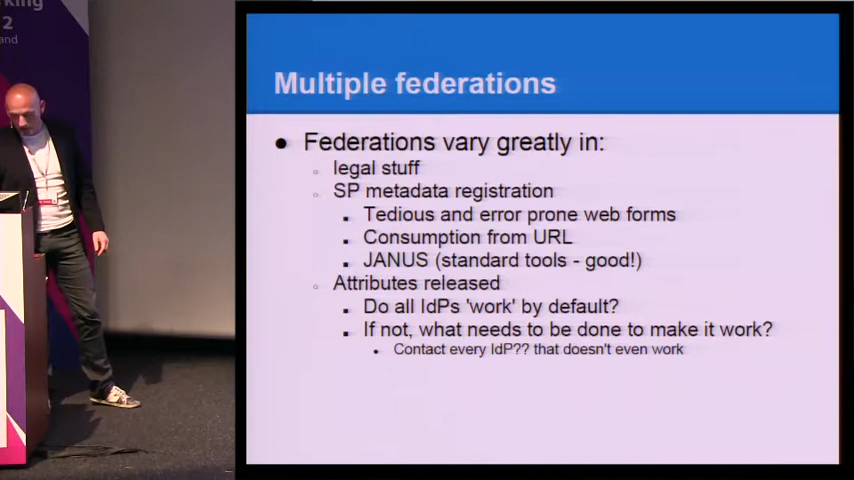 2
and
Multiple federations
● Federations vary greatly in:
○ legal stuff
○ SP metadata registration
■ Tedious and error prone web forms
■ Consumption from URL
■ JANUS (standard tools - good!)
○ Attributes released
■ Do all IdPs 'work' by default?
■ If not, what needs to be done to make it work?
● Contact every IdP?? that doesn't even work